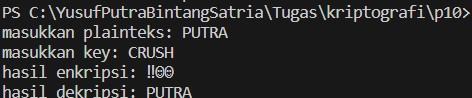 PS C:\YusufPutraBintangSatria\Tugas\kriptografi\p10>
masukkan plainteks: PUTRA
masukkan key: CRUSH
hasil enkripsi: ‼☺☺
hasil dekripsi: PUTRA